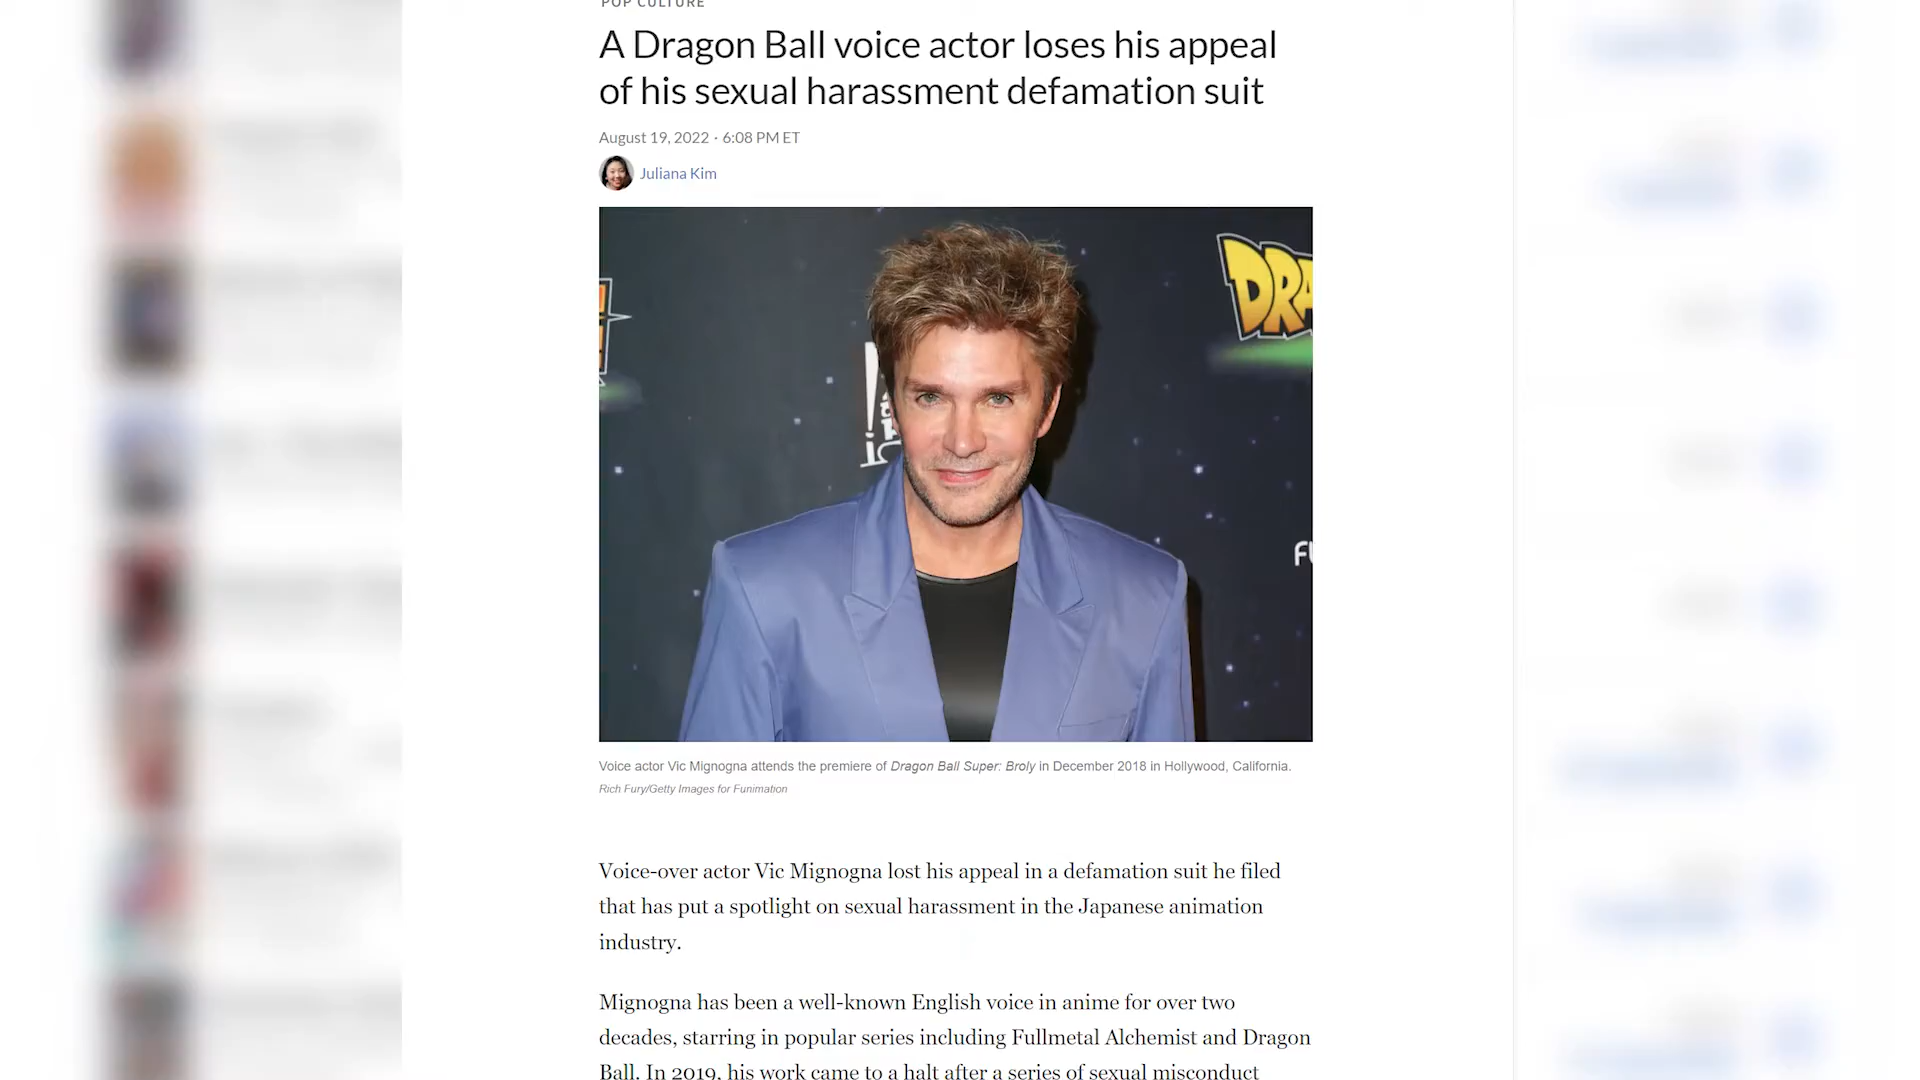 POP CULTURE
A Dragon Ball voice actor loses his appeal
of his sexual harassment defamation suit
August 19, 2022 · 6:08 PM ET
Juliana Kim
DRA
FU
Voice actor Vic Mignogna attends the premiere of Dragon Ball Super: Broly in December 2018 in Hollywood, California.
Rich Fury/Getty Images for Funimation
Voice-over actor Vic Mignogna lost his appeal in a defamation suit he filed
that has put a spotlight on sexual harassment in the Japanese animation
industry.
Mignogna has been a well-known English voice in anime for over two
decades, starring in popular series including Fullmetal Alchemist and Dragon
Ball. In 2019, his work came to a halt after a series of sexual misconduct